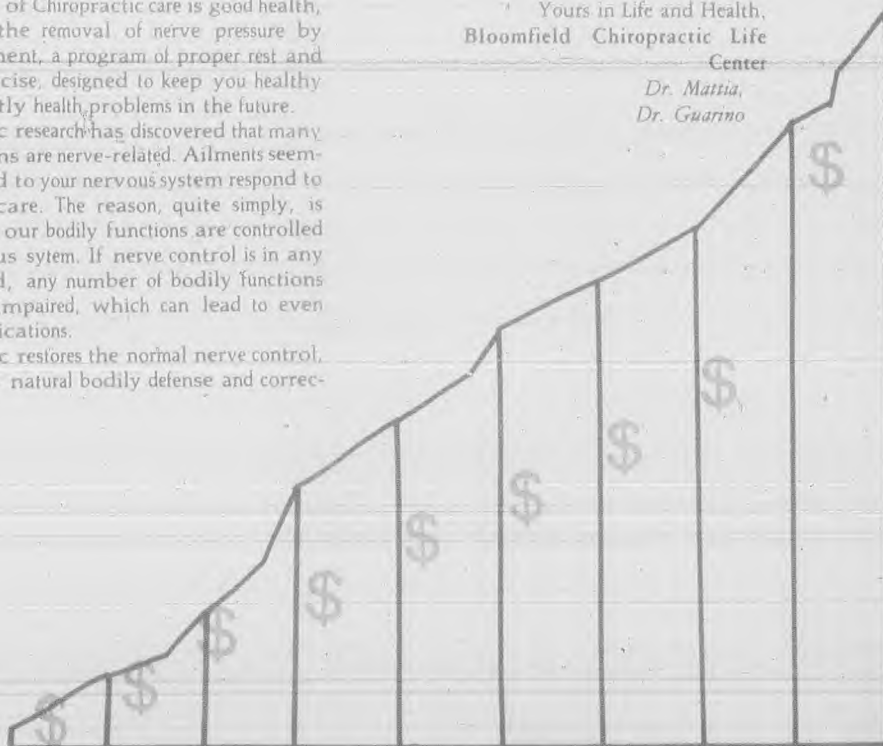 of Chiropractic care is good health,
the removal of nerve pressure by
ment, a program of proper rest and
cise, designed to keep you healthy
tly health problems in the future.
c research has discovered that many
ns are nerve-related. Ailments seem-
d to your nervous system respond to
care. The reason, quite simply, is
our bodily functions are controlled
us sytem. If nerve control is in any
d, any number of bodily functions
mpaired, which can lead to even
ications.
c restores the normal nerve control,
natural bodily defense and correc-
Yours in Life and Health,
Bloomfield Chiropractic Life
Center
Dr. Mattia,
Dr. Guarino
$
$
$
$
$
$
$
$
$